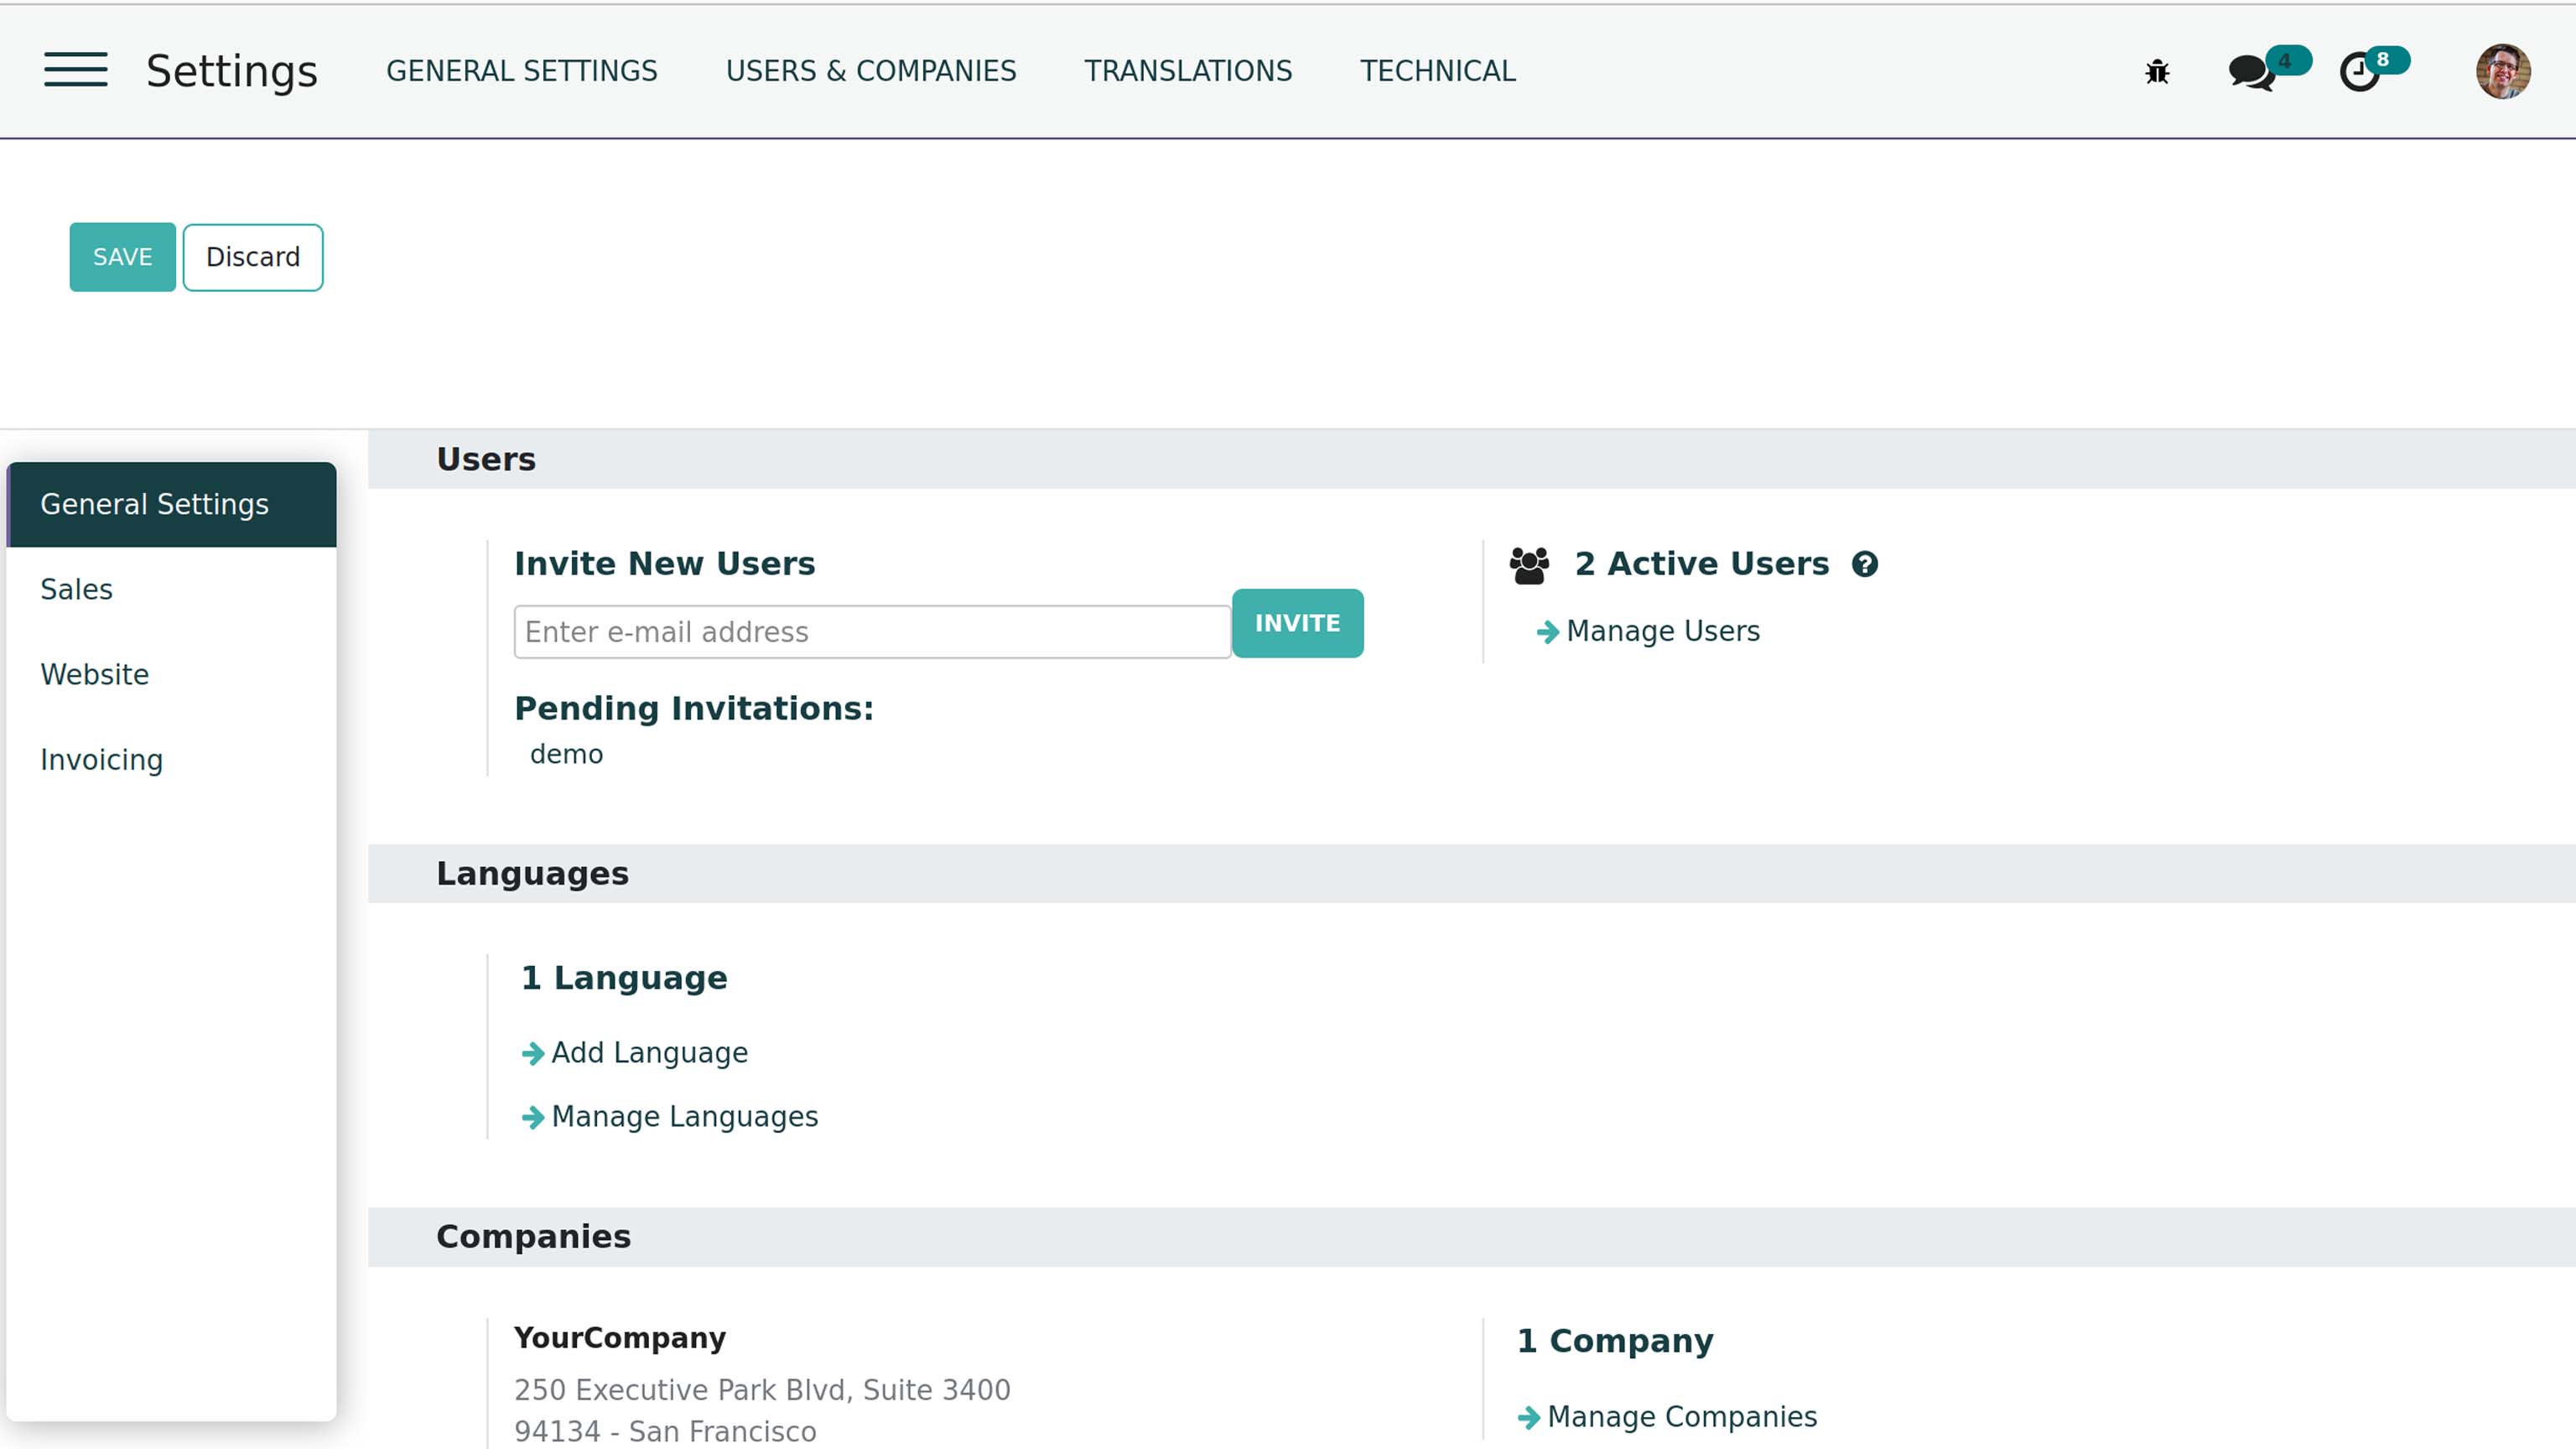 Settings GENERAL SETTINGS USERS & COMPANIES TRANSLATIONS TECHNICAL 4 8
SAVE Discard
Users
General Settings
Sales
Website
Invoicing
Invite New Users
Enter e-mail address INVITE
Pending Invitations:
demo
2 Active Users ?
Manage Users
Languages
1 Language
Add Language
Manage Languages
Companies
YourCompany
250 Executive Park Blvd, Suite 3400
94134 - San Francisco
1 Company
Manage Companies